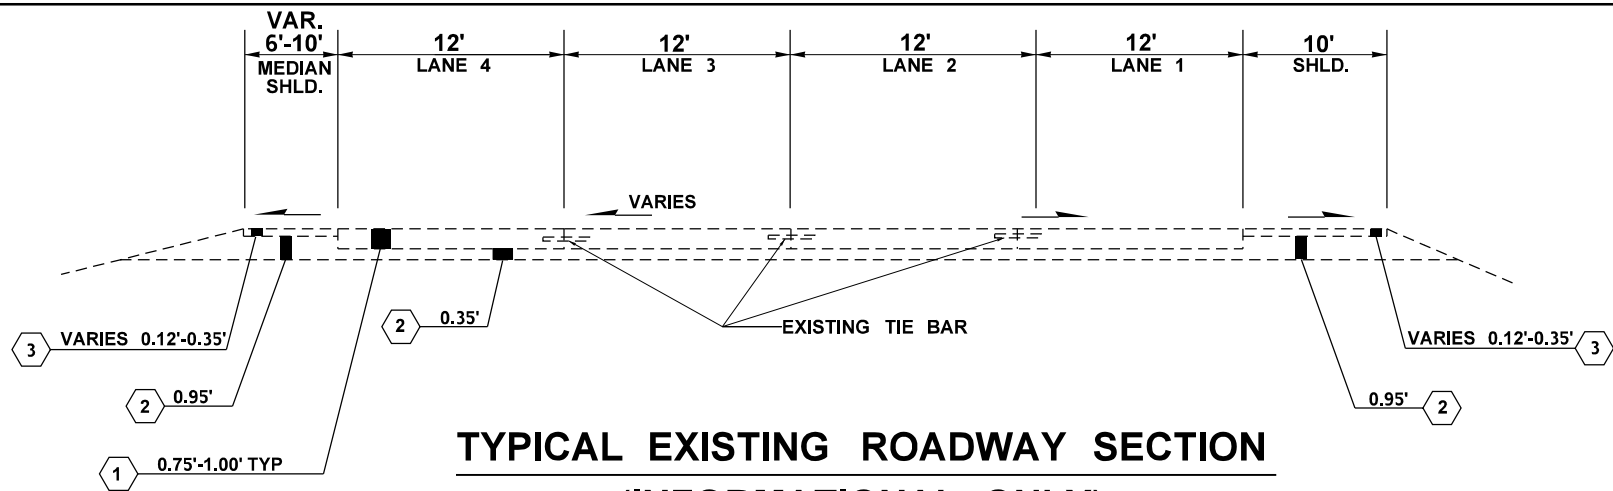 VAR.
6'-10'
MEDIAN
SHLD.
12'
LANE 4
12'
LANE 3
12'
LANE 2
12'
LANE 1
10'
SHLD.
VARIES
3 VARIES 0.12'-0.35'
2 0.95'
1 0.75'-1.00' TYP
2 0.35'
EXISTING TIE BAR
VARIES 0.12'-0.35' 3
0.95' 2
TYPICAL EXISTING ROADWAY SECTION